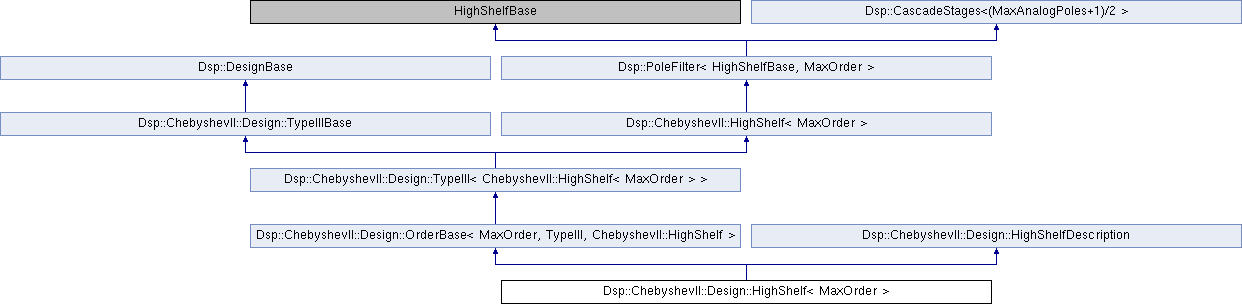 HighShelfBase
Dsp::CascadeStages<(MaxAnalogPoles+1)/2 >
Dsp::DesignBase
Dsp::PoleFilter< HighShelfBase, MaxOrder >
Dsp::ChebyshevII::Design::TypeIIIBase
Dsp::ChebyshevII::HighShelf< MaxOrder >
Dsp::ChebyshevII::Design::TypeIII< ChebyshevII::HighShelf< MaxOrder > >
Dsp::ChebyshevII::Design::OrderBase< MaxOrder, TypeIII, ChebyshevII::HighShelf >
Dsp::ChebyshevII::Design::HighShelfDescription
Dsp::ChebyshevII::Design::HighShelf< MaxOrder >